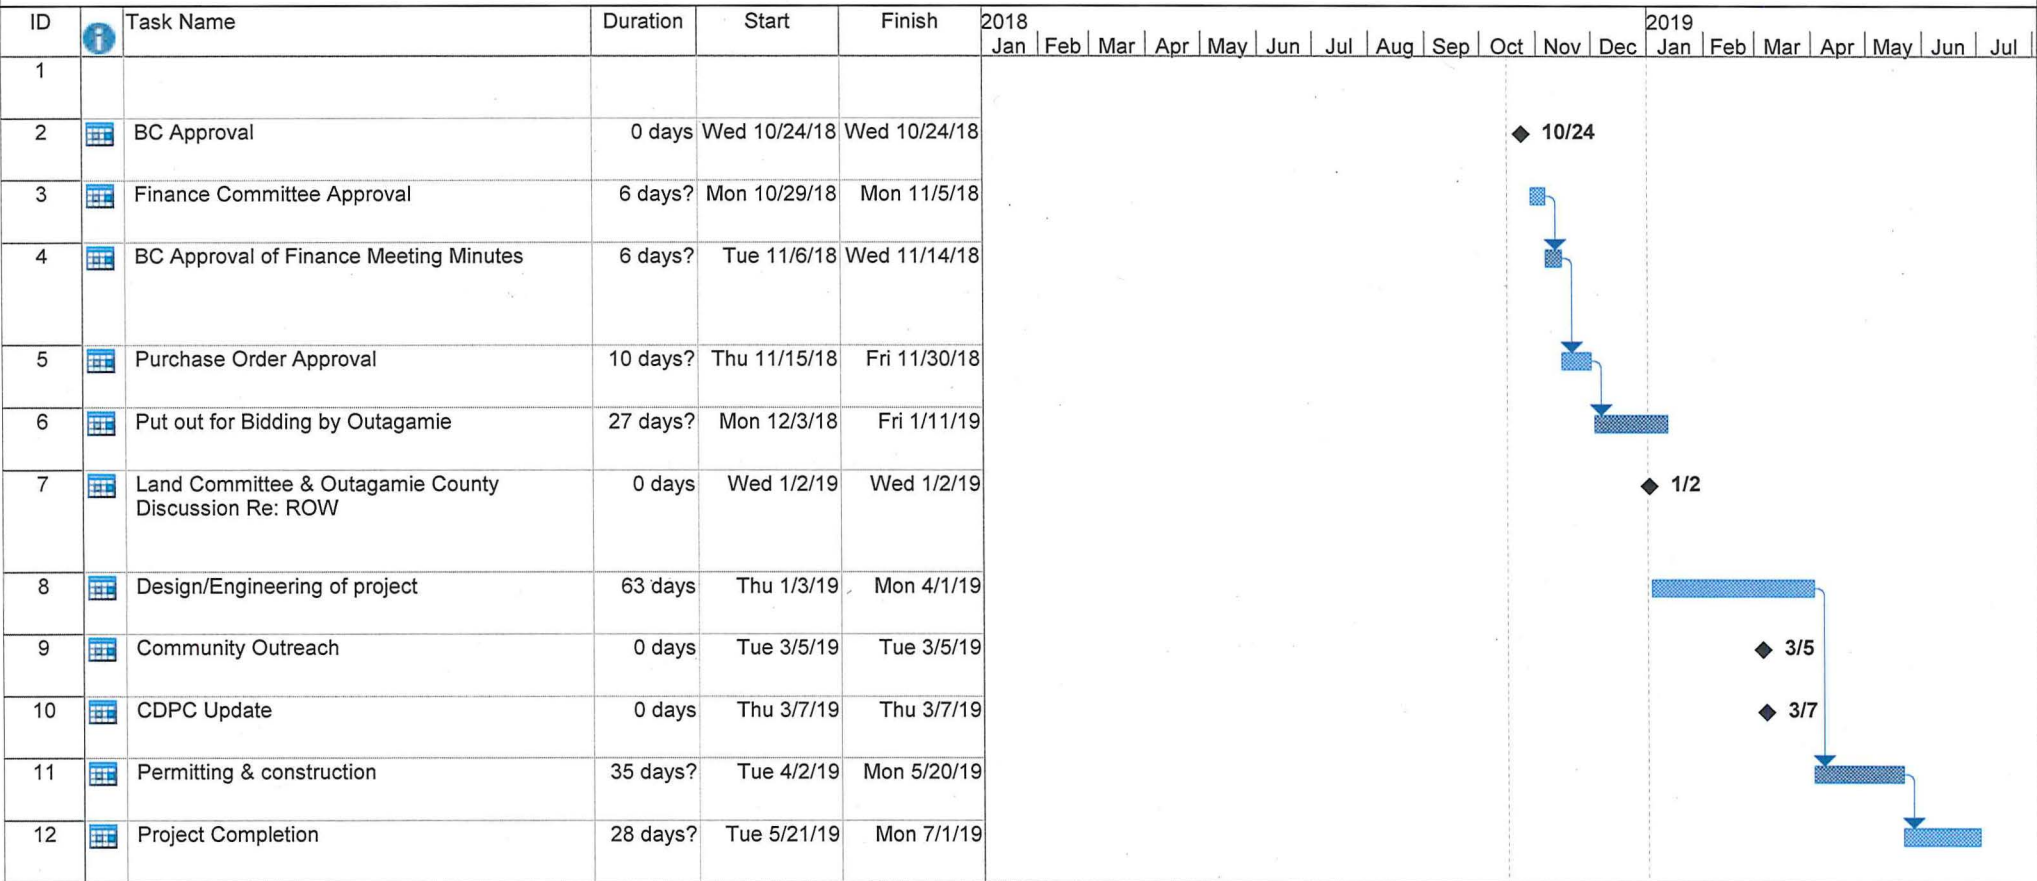 ID Task Name Duration Start Finish 2018 2019
Jan Feb Mar Apr May Jun Jul Aug Sep Oct Nov Dec Jan Feb Mar Apr May Jun Jul
1
2 BC Approval 0 days Wed 10/24/18 Wed 10/24/18 10/24
3 Finance Committee Approval 6 days? Mon 10/29/18 Mon 11/5/18
4 BC Approval of Finance Meeting Minutes 6 days? Tue 11/6/18 Wed 11/14/18
5 Purchase Order Approval 10 days? Thu 11/15/18 Fri 11/30/18
6 Put out for Bidding by Outagamie 27 days? Mon 12/3/18 Fri 1/11/19
7 Land Committee & Outagamie County 0 days Wed 1/2/19 Wed 1/2/19 1/2
Discussion Re: ROW
8 Design/Engineering of project 63 days Thu 1/3/19 Mon 4/1/19
9 Community Outreach 0 days Tue 3/5/19 Tue 3/5/19 3/5
10 CDPC Update 0 days Thu 3/7/19 Thu 3/7/19 3/7
11 Permitting & construction 35 days? Tue 4/2/19 Mon 5/20/19
12 Project Completion 28 days? Tue 5/21/19 Mon 7/1/19